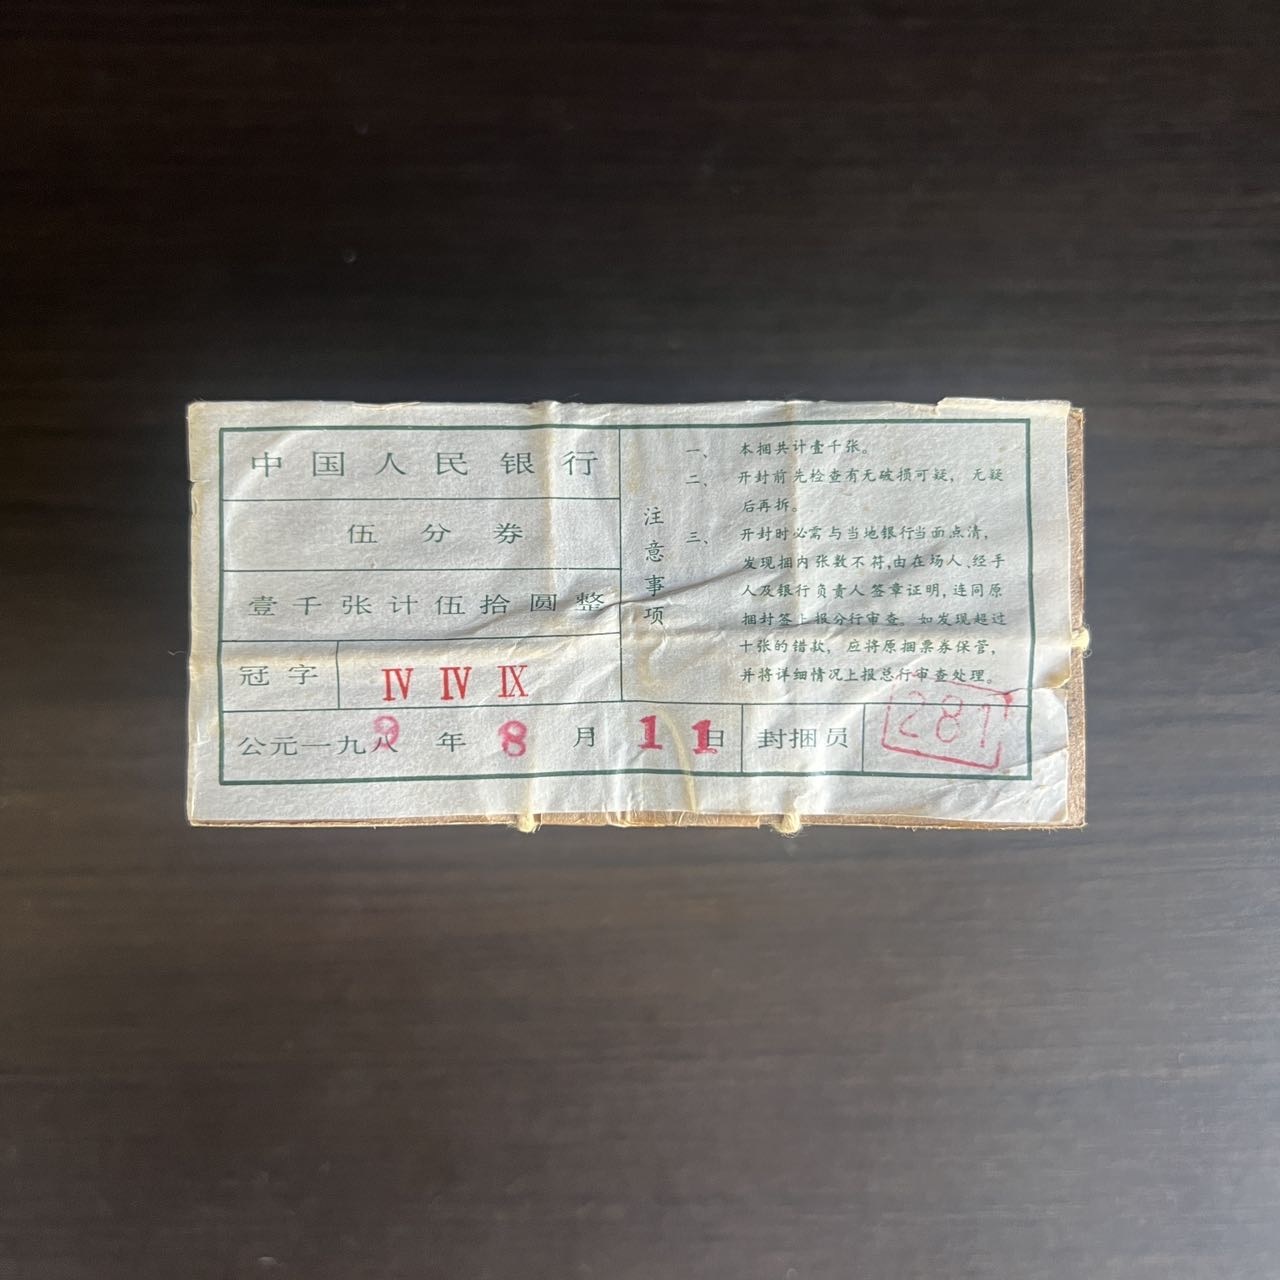 中国人民银行
伍分券
壹千张计伍拾圆整
冠字 Ⅳ Ⅳ Ⅸ
公元一九八 年 8 月 11日 封捆员 281
注意事项
一、本捆共计壹千张。
二、开封前先检查有无破损可疑，无疑
后再拆。
三、开封时必需与当地银行当面点清，
发现捆内张数不符，由在场人、经手
人及银行负责人签章证明，连同原
捆封签上报分行审查。如发现超过
十张的错款，应将原捆票券保管，
并将详细情况上报总行审查处理。